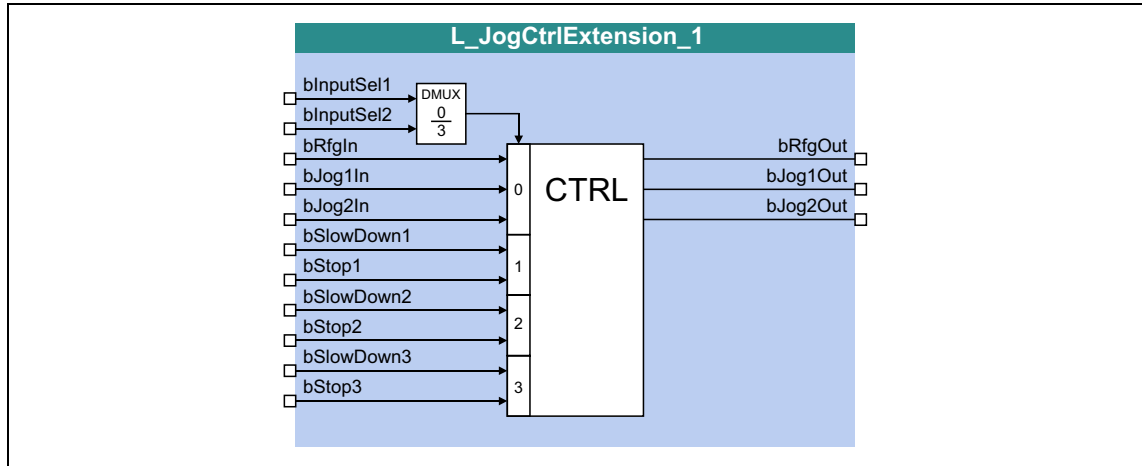 L_JogCtrlExtension_1
bInputSel1
DMUX
0
3
bInputSel2
bRfgIn
bRfgOut
bJog1In
0
CTRL
bJog1Out
bJog2In
bJog2Out
bSlowDown1
1
bStop1
bSlowDown2
2
bStop2
bSlowDown3
3
bStop3